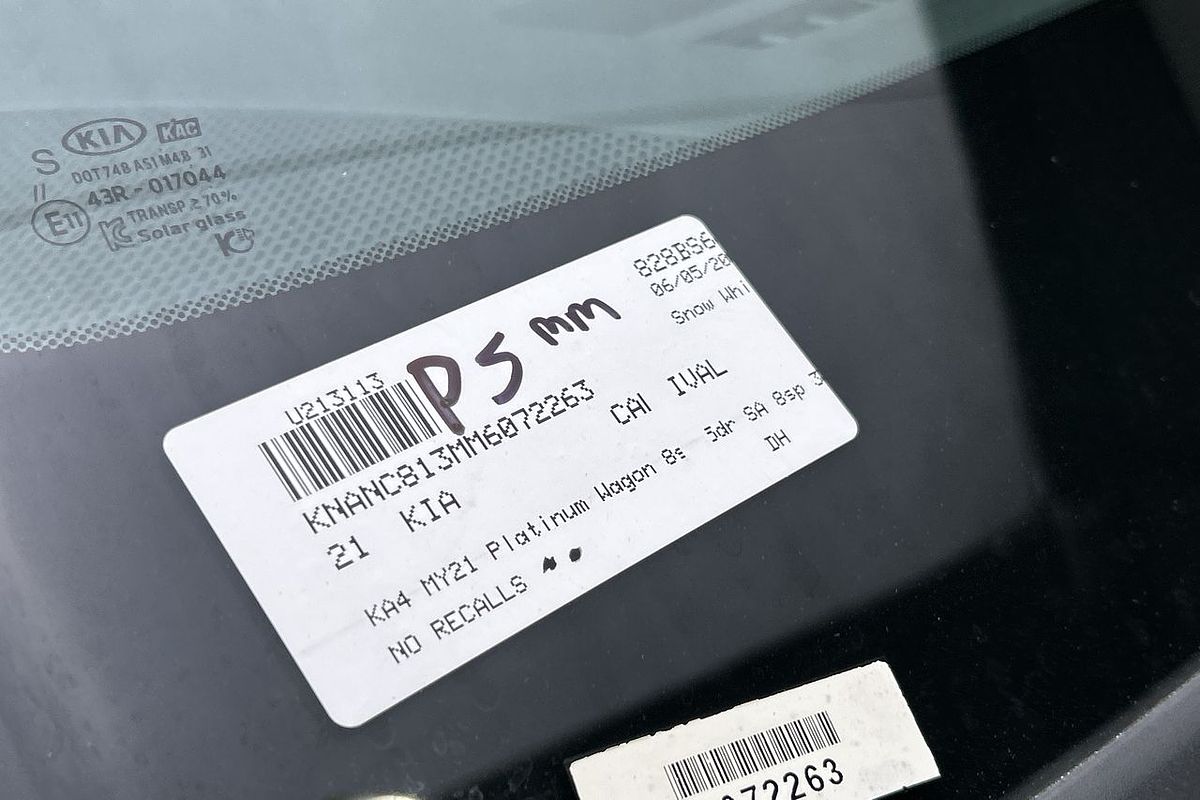 KIA KAC
S
DOT748 AS1 M4B 31
//
43R - 017044
E11
TRANSP ≥ 70%
Solar glass
828BS6
06/05/20
Snow Whi
PS mm
U213113
KNANC813MM6072263
CAI IVAL
21 KIA
KA4 MY21 Platinum Wagon 8s 5dr SA 8sp 3
DH
NO RECALLS
072263